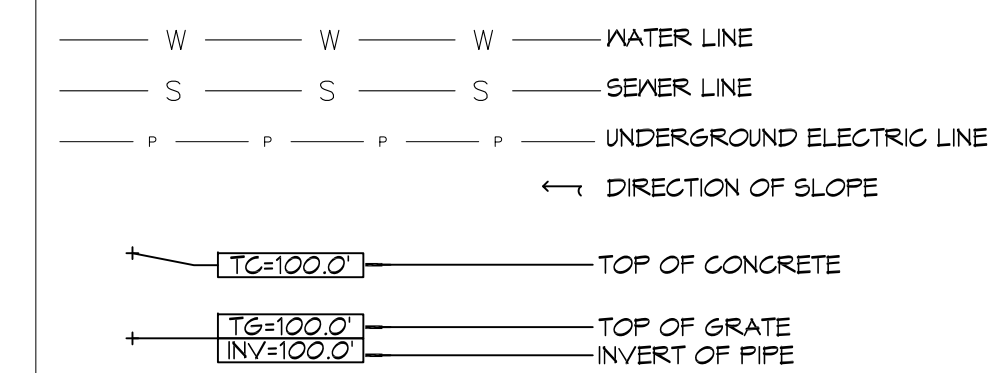 W W W WATER LINE
S S S SEWER LINE
P P P P UNDERGROUND ELECTRIC LINE
DIRECTION OF SLOPE
TC=100.0' TOP OF CONCRETE
TG=100.0' TOP OF GRATE
INV=100.0' INVERT OF PIPE